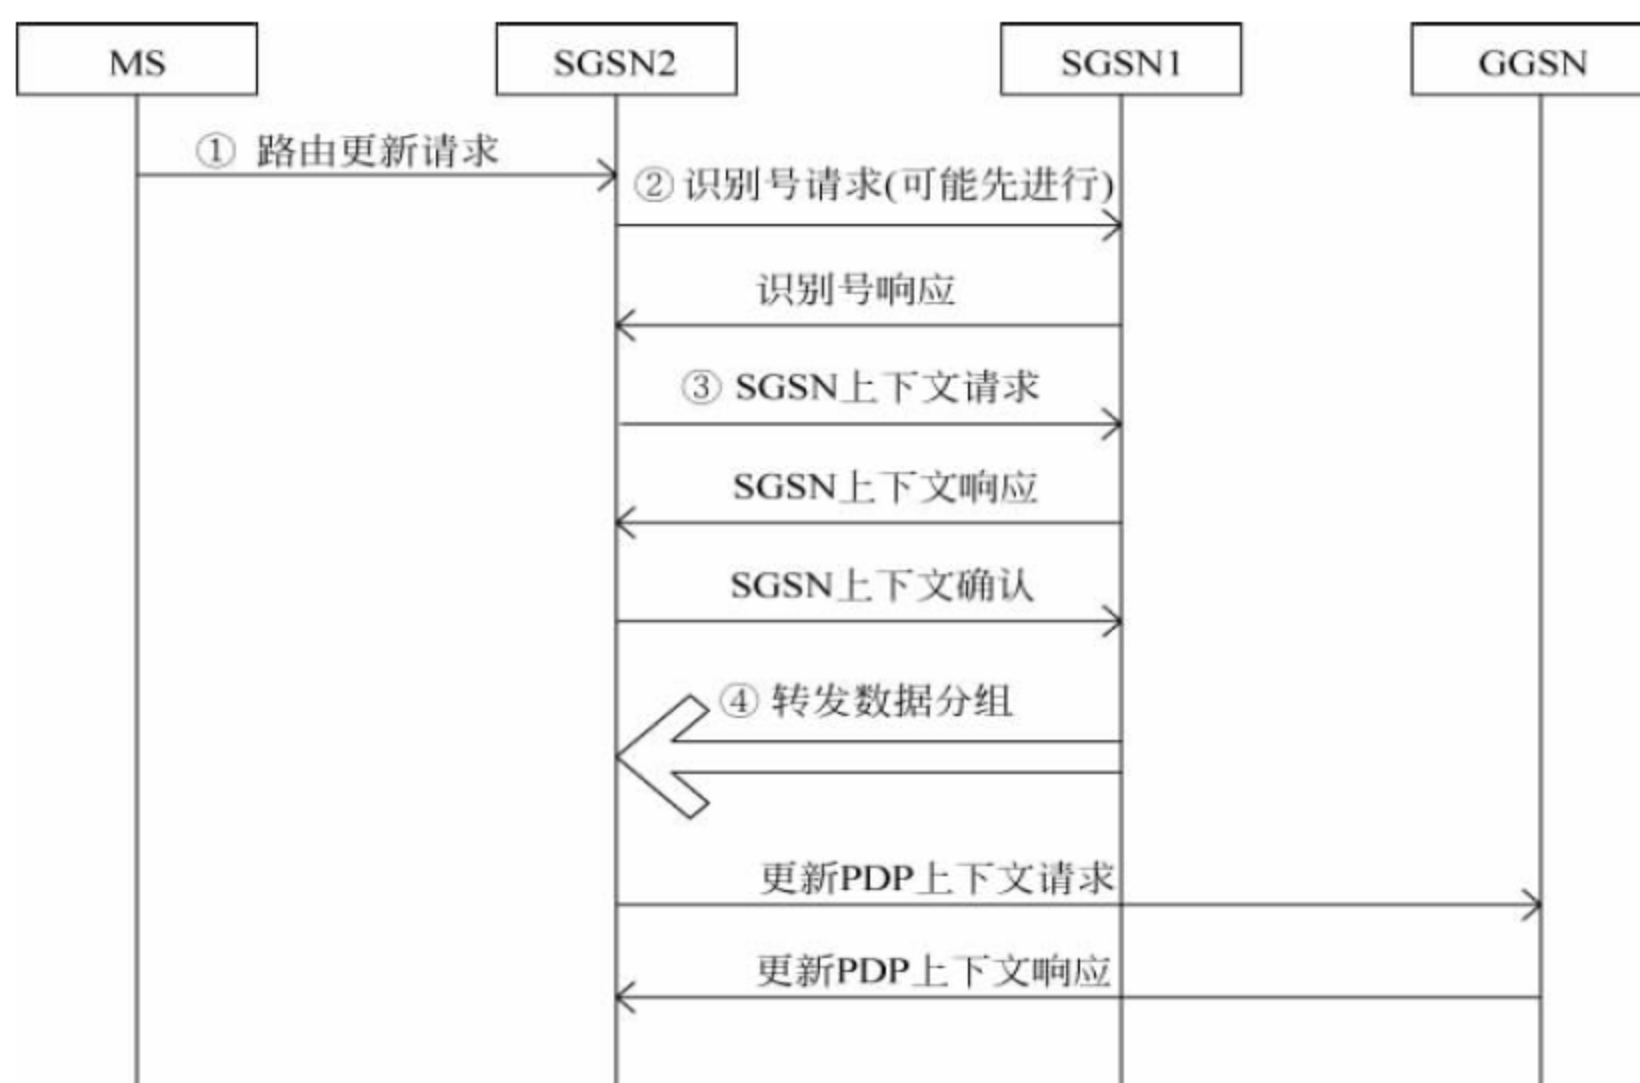 MS
SGSN2
SGSN1
GGSN
① 路由更新请求
② 识别号请求(可能先进行)
识别号响应
③ SGSN上下文请求
SGSN上下文响应
SGSN上下文确认
④ 转发数据分组
更新PDP上下文请求
更新PDP上下文响应